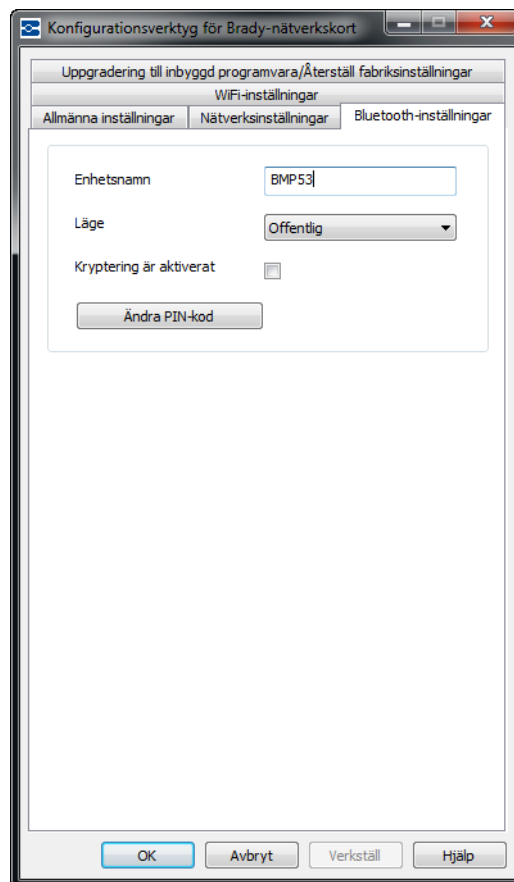 Konfigurationsverktyg för Brady-nätverkskort
Uppgradering till inbyggd programvara/Återställ fabriksinställningar
WiFi-inställningar
Allmänna inställningar Nätverksinställningar Bluetooth-inställningar
Enhetsnamn BMP53
Läge Offentlig
Kryptering är aktiverat
Ändra PIN-kod
OK Avbryt Verkställ Hjälp